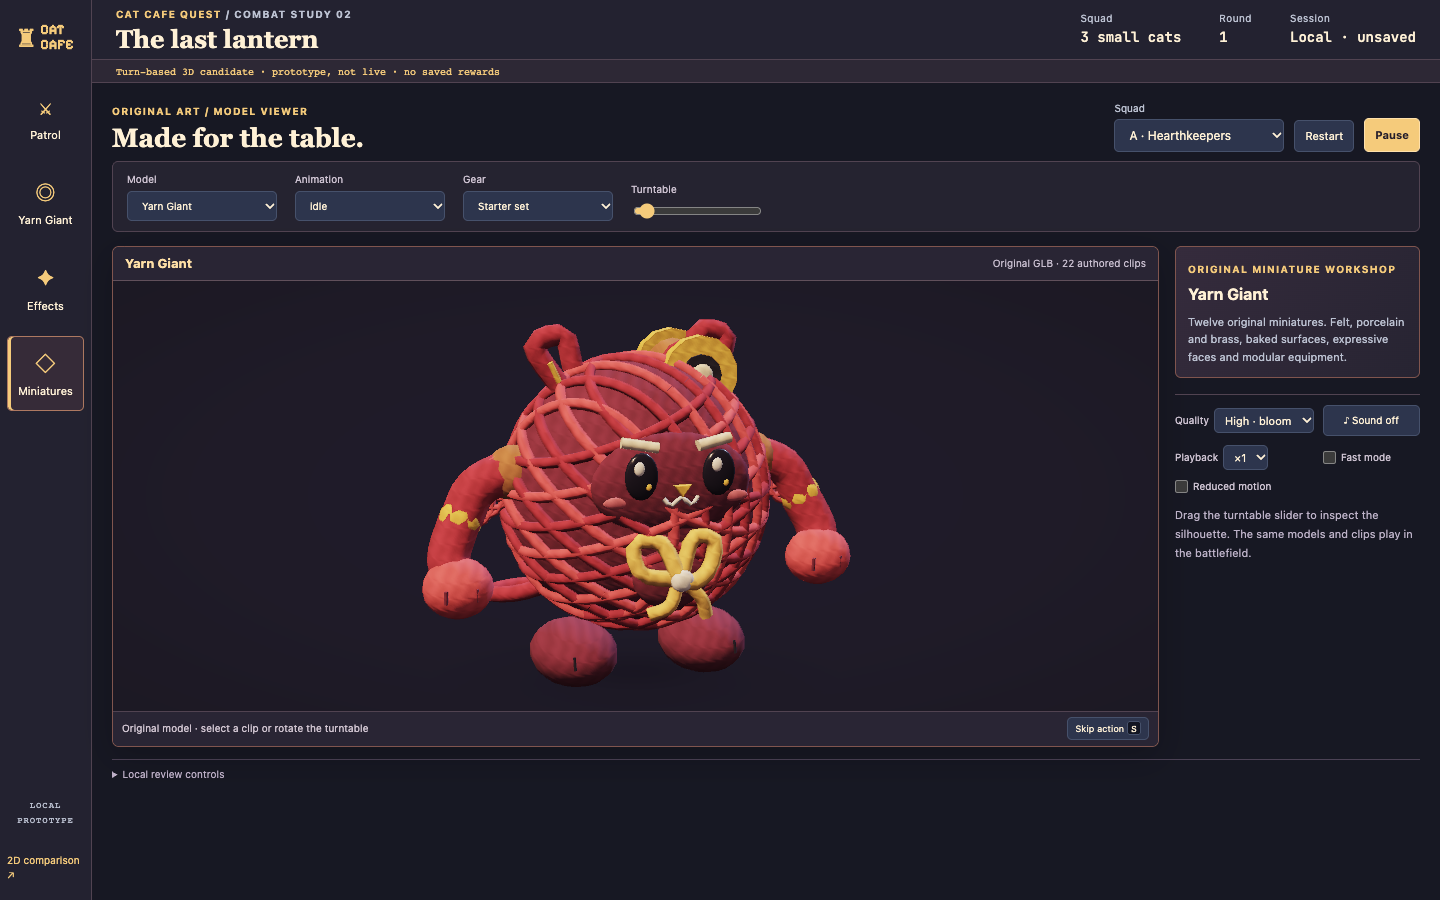 CAT CAFE
CAT CAFE QUEST / COMBAT STUDY 02
The last lantern
Squad
3 small cats
Round
1
Session
Local · unsaved
Turn-based 3D candidate · prototype, not live · no saved rewards
Patrol
Yarn Giant
Effects
Miniatures
LOCAL
PROTOTYPE
2D comparison
↗
ORIGINAL ART / MODEL VIEWER
Made for the table.
Squad
A · Hearthkeepers
Restart
Pause
Model
Yarn Giant
Animation
idle
Gear
Starter set
Turntable
Yarn Giant
Original GLB · 22 authored clips
Original model · select a clip or rotate the turntable
Skip action S
ORIGINAL MINIATURE WORKSHOP
Yarn Giant
Twelve original miniatures. Felt, porcelain
and brass, baked surfaces, expressive
faces and modular equipment.
Quality
High · bloom
♪ Sound off
Playback
×1
Fast mode
Reduced motion
Drag the turntable slider to inspect the
silhouette. The same models and clips play in
the battlefield.
Local review controls